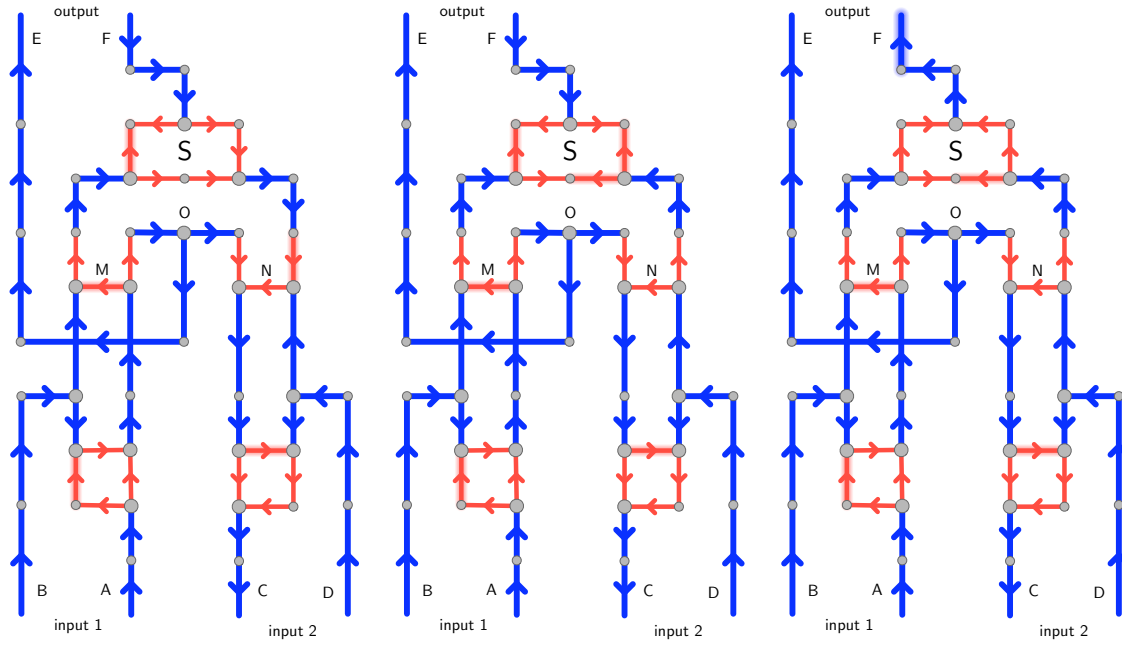 output output output
E F E F E F
S S S
O O O
M N M N M N
B A C D B A C D B A C D
input 1 input 2 input 1 input 2 input 1 input 2